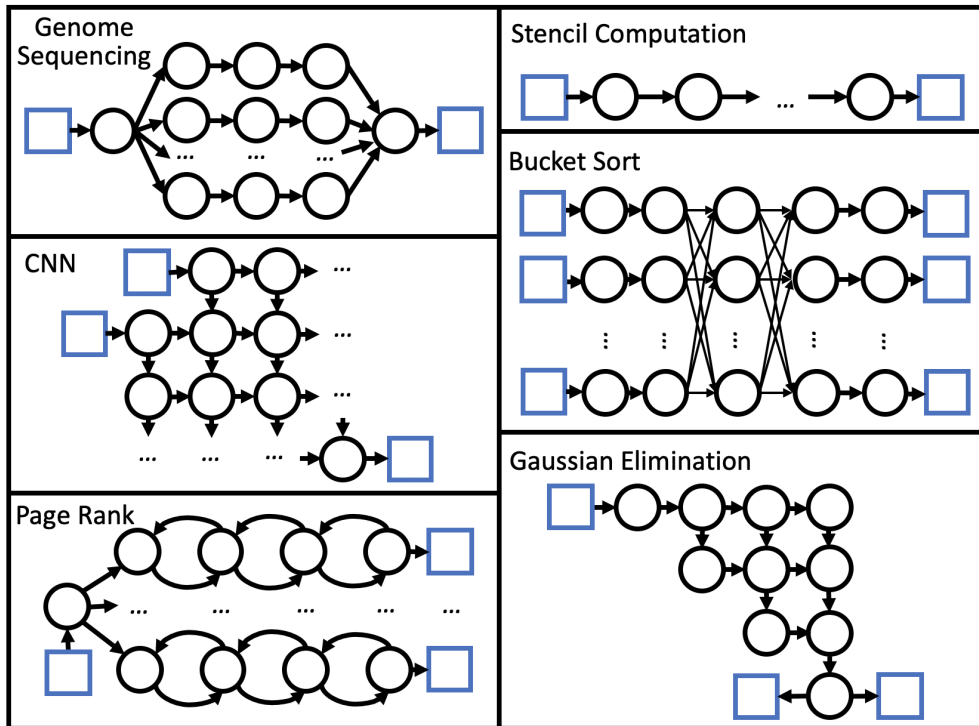 Genome
Sequencing
... ... ...
CNN
...
...
...
... ... ...
Page Rank
... ... ... ... ...
Stencil Computation
...
Bucket Sort
... ... ... ... ...
Gaussian Elimination